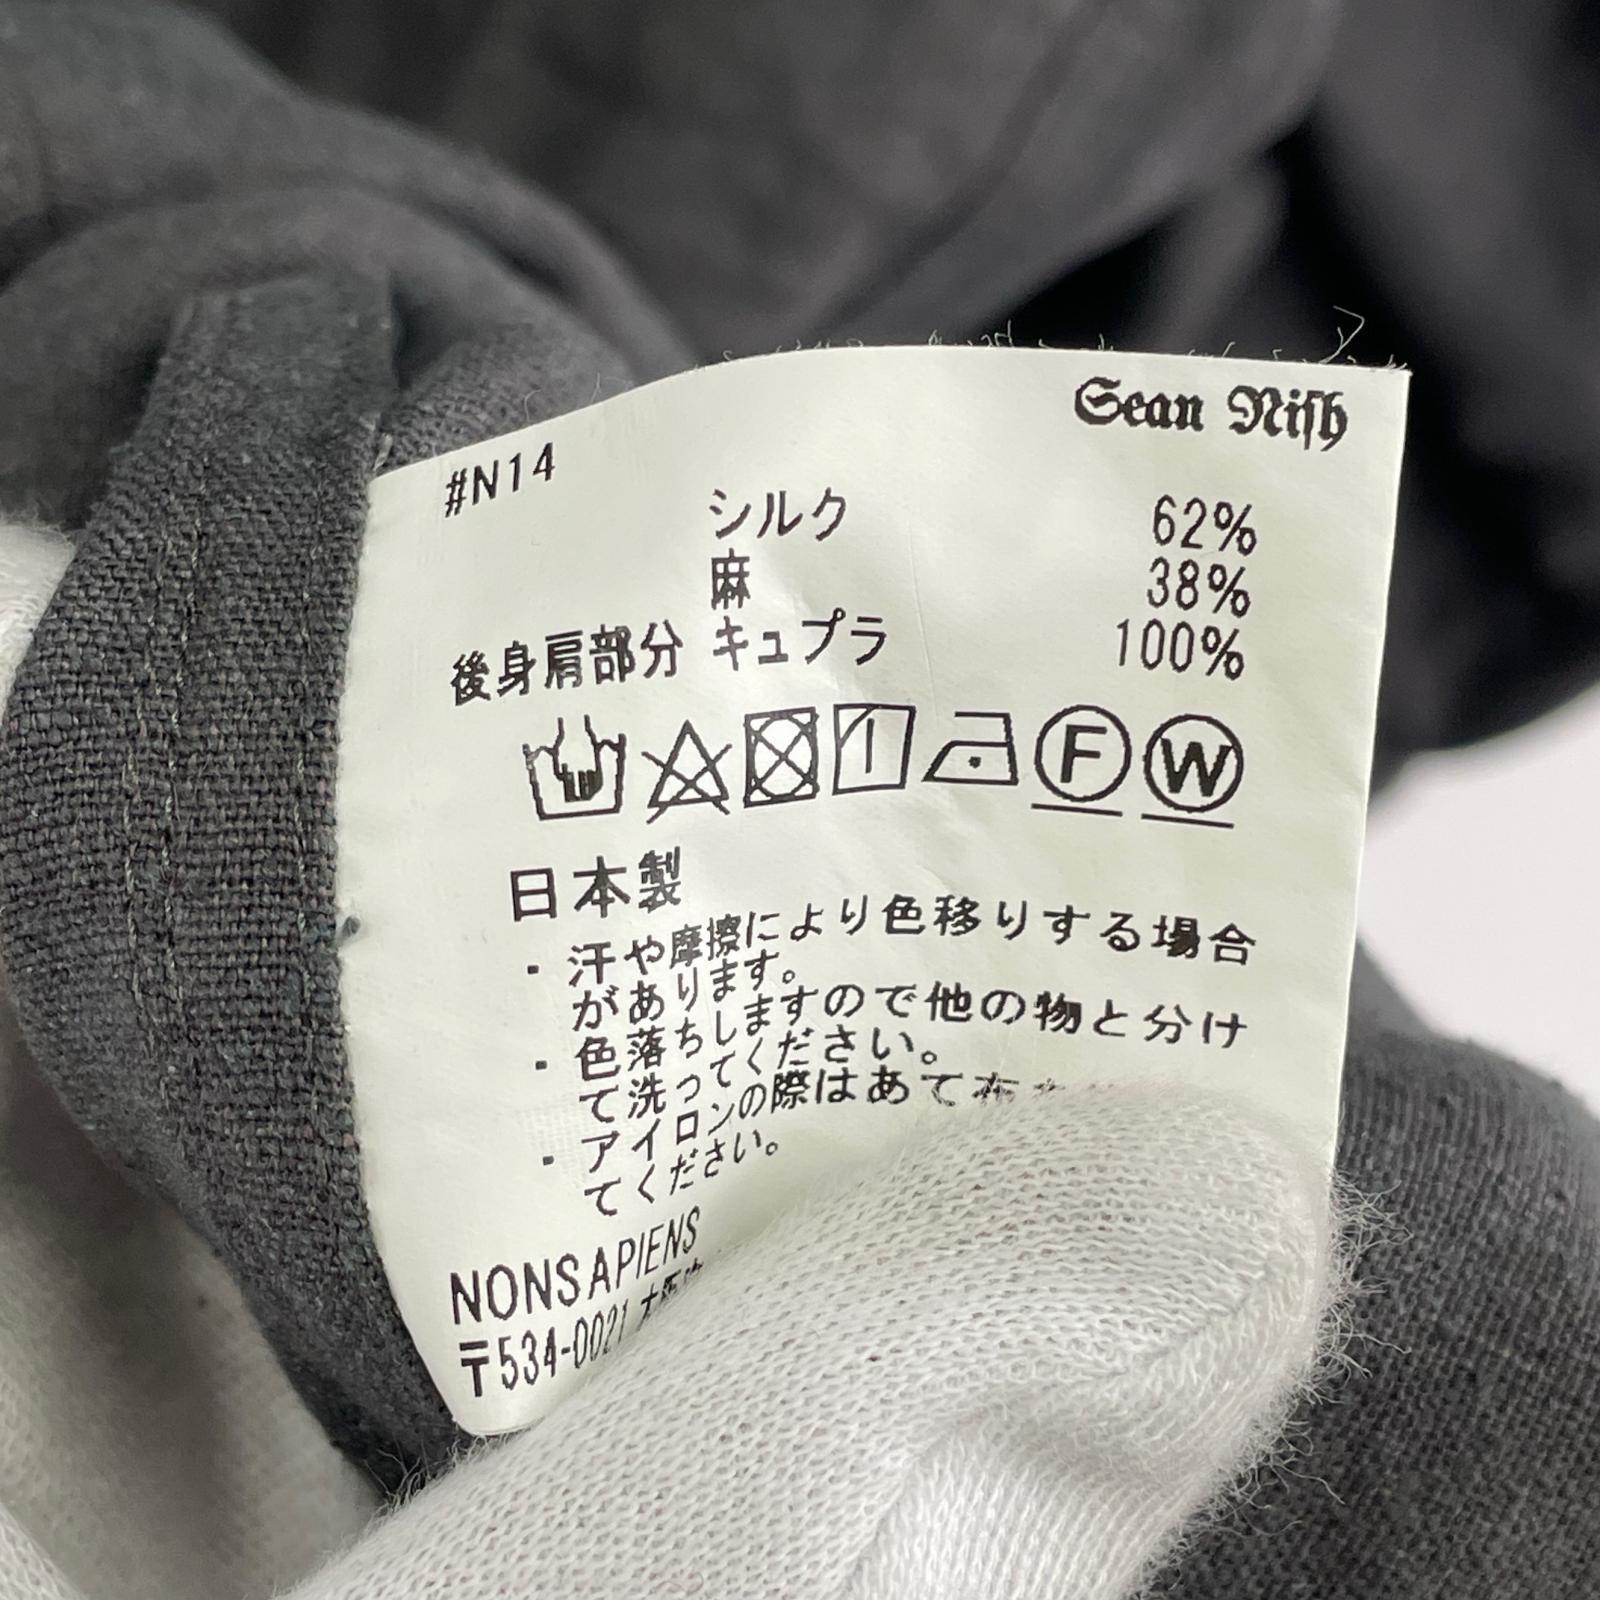 Sean Nish
#N14
シルク 62%
麻 38%
後身肩部分 キュプラ 100%
F W
日本製
・汗や摩擦により色移りする場合
があります。
・色落ちしますので他の物と分け
て洗ってください。
・アイロンの際はあて布
てください。
NONSAPIENS
〒534-0021 大阪